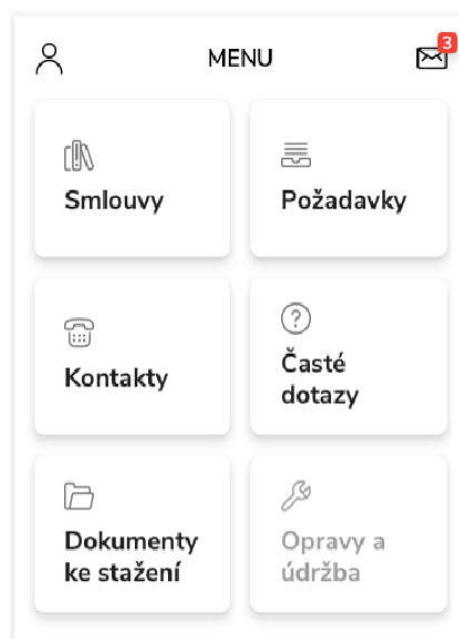 MENU
3
Smlouvy
Požadavky
Kontakty
Časté
dotazy
Dokumenty
ke stažení
Opravy a
údržba